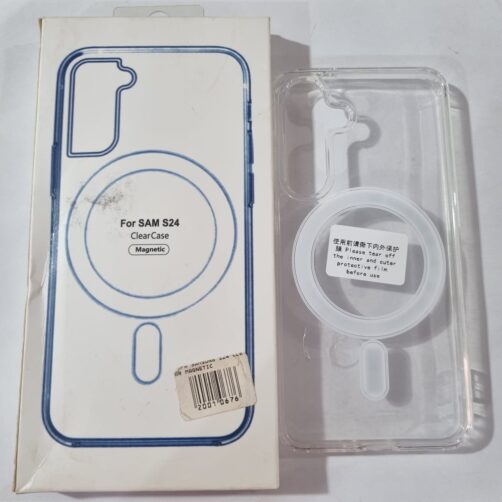 For SAM S24
ClearCase
Magnetic
MAGNETIC
20010676
使用前请撕下内外保护
膜 Please tear off
the inner and outer
protective film
before use